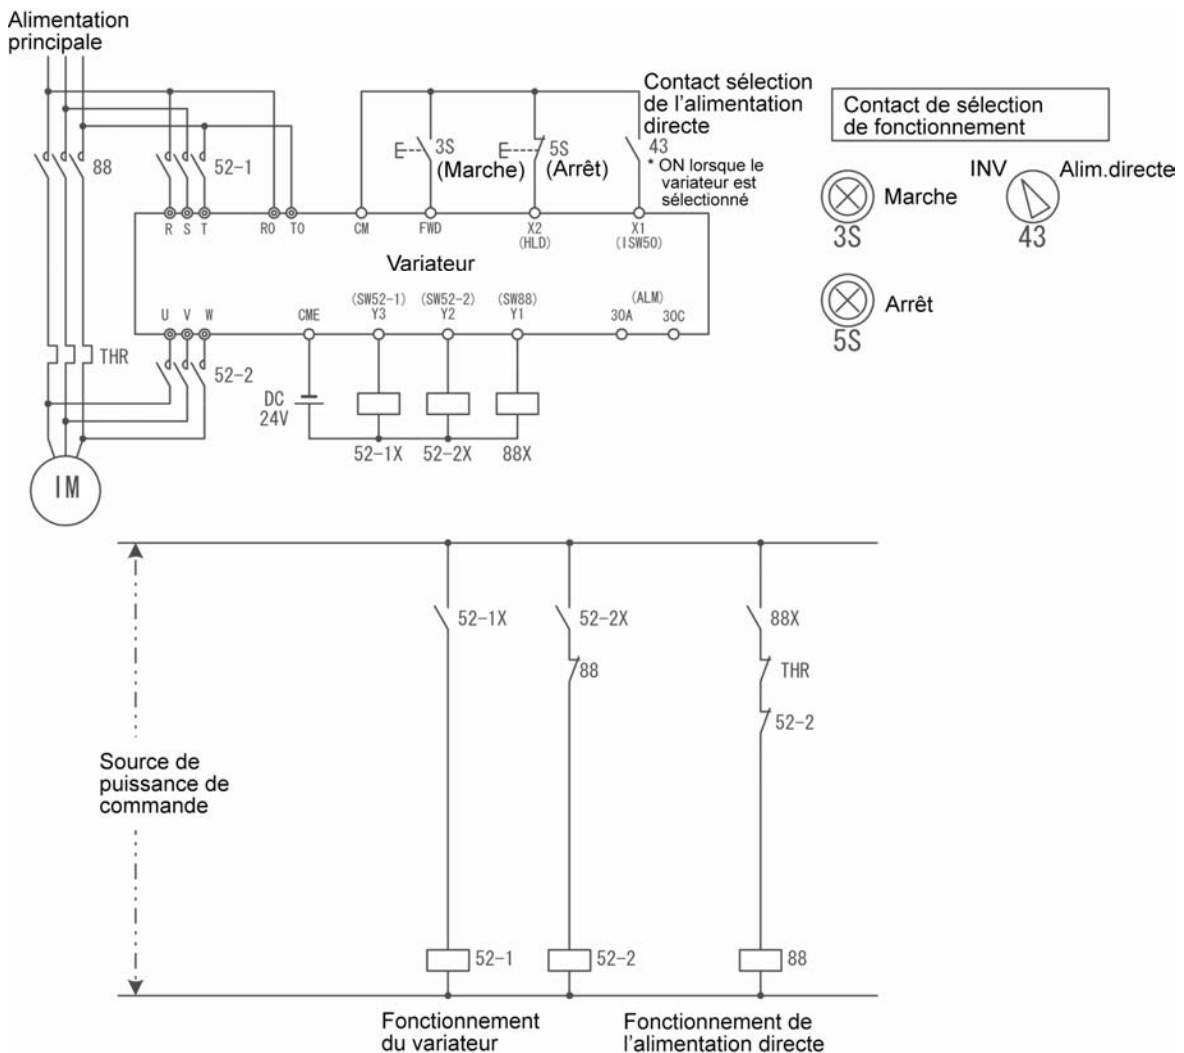 Alimentation
principale
Contact sélection
de l'alimentation
directe
Contact de sélection
de fonctionnement
88
52-1
3S
(Marche)
5S
(Arrêt)
43
* ON lorsque le
variateur est
sélectionné
INV
Alim.directe
Marche
3S
43
R S T
R0 T0
CM
FWD
X2
(HLD)
X1
(ISW50)
Variateur
Arrêt
5S
U V W
CME
(SW52-1)
Y3
(SW52-2)
Y2
(SW88)
Y1
(ALM)
30A
30C
THR
52-2
DC
24V
52-1X
52-2X
88X
IM
52-1X
52-2X
88X
88
THR
52-2
Source de
puissance de
commande
52-1
52-2
88
Fonctionnement
du variateur
Fonctionnement de
l'alimentation directe